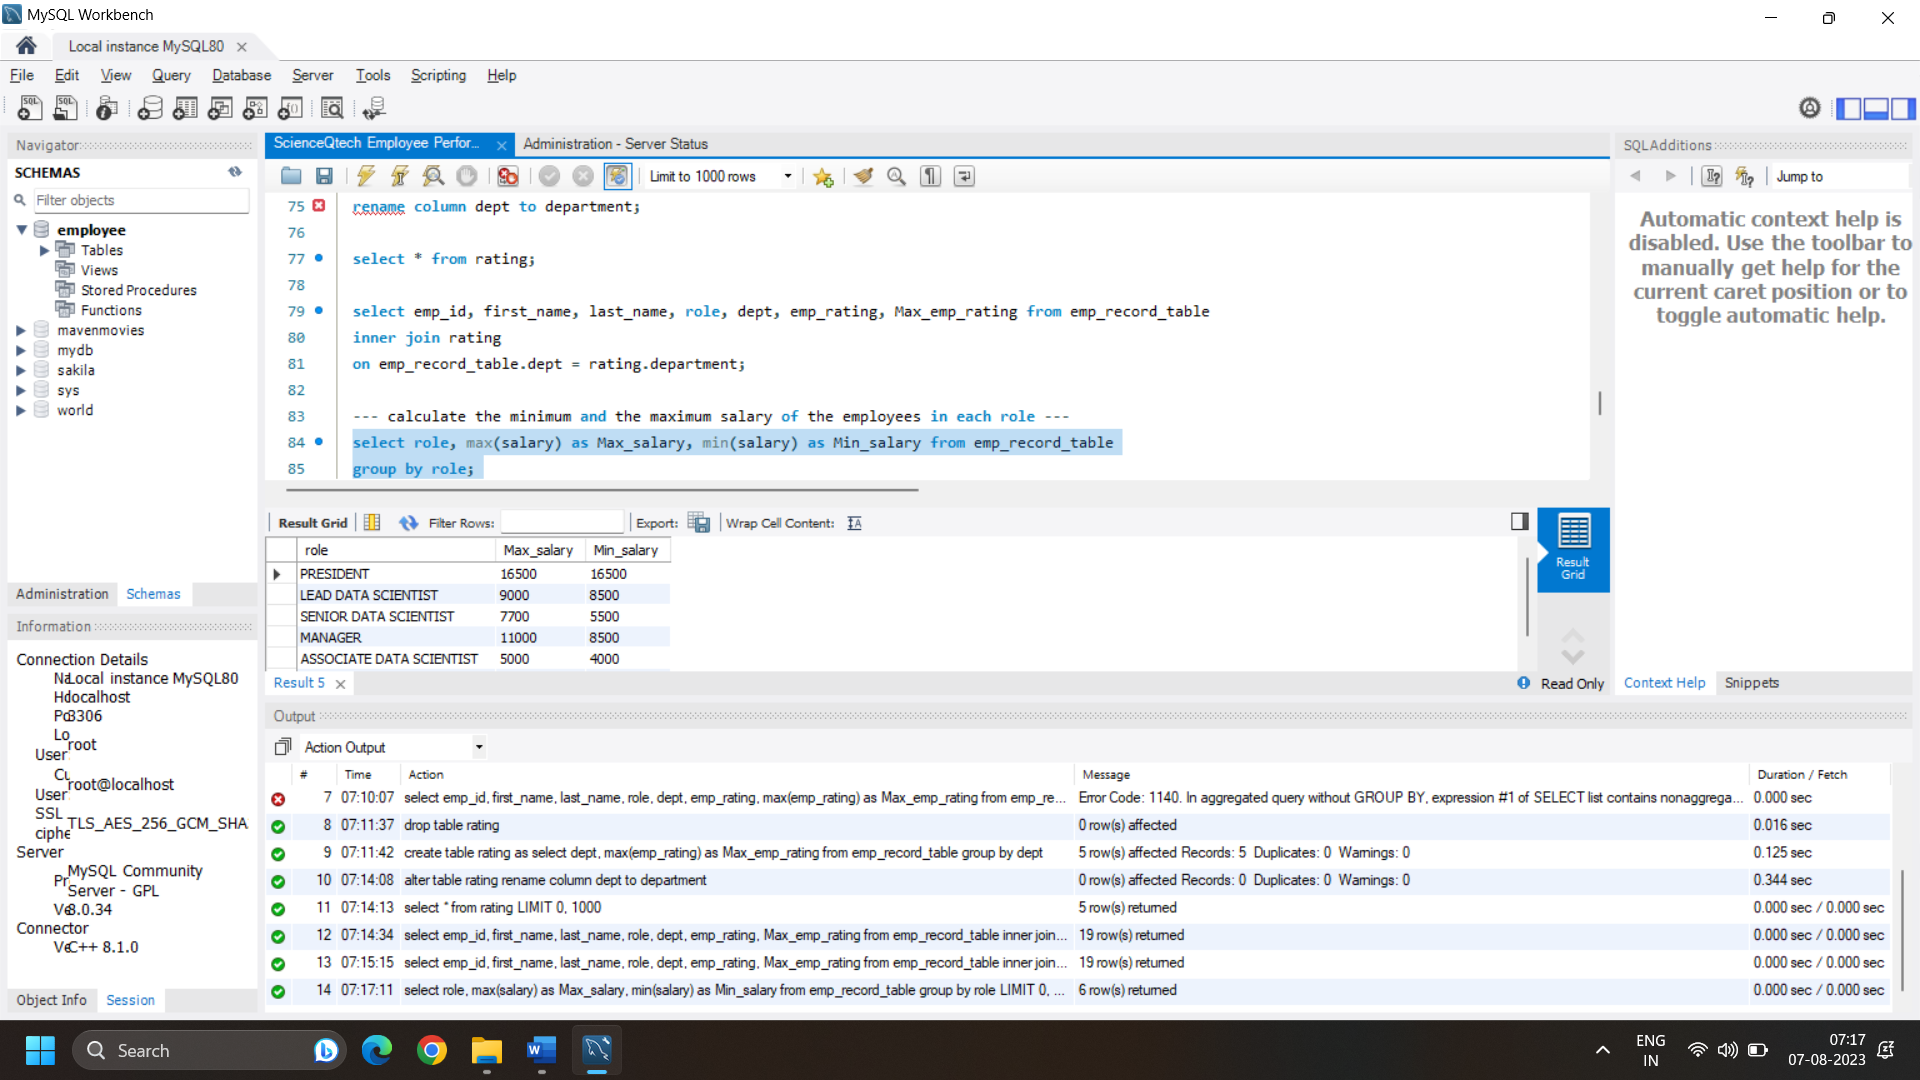 MySQL Workbench
Local instance MySQL80
File Edit View Query Database Server Tools Scripting Help
Navigator
SCHEMAS
Filter objects
employee
Tables
Views
Stored Procedures
Functions
mavenmovies
mydb
sakila
sys
world
Administration Schemas
Information
Connection Details
Local instance MySQL80
localhost
3306
root
User
root@localhost
User
SSL
TLS_AES_256_GCM_SHA
ciphe
Server
MySQL Community
Server - GPL
8.0.34
Connector
C++ 8.1.0
Object Info Session
ScienceQtech Employee Perfor... Administration - Server Status
Limit to 1000 rows
75 rename column dept to department;
76
77 select * from rating;
78
79 select emp_id, first_name, last_name, role, dept, emp_rating, Max_emp_rating from emp_record_table
80 inner join rating
81 on emp_record_table.dept = rating.department;
82
83 --- calculate the minimum and the maximum salary of the employees in each role ---
84 select role, max(salary) as Max_salary, min(salary) as Min_salary from emp_record_table
85 group by role;
Result Grid Filter Rows: Export: Wrap Cell Content:
role Max_salary Min_salary
PRESIDENT 16500 16500
LEAD DATA SCIENTIST 9000 8500
SENIOR DATA SCIENTIST 7700 5500
MANAGER 11000 8500
ASSOCIATE DATA SCIENTIST 5000 4000
Result
Grid
Result 5
Read Only
SQLAdditions
Jump to
Automatic context help is
disabled. Use the toolbar to
manually get help for the
current caret position or to
toggle automatic help.
Context Help Snippets
Output
Action Output
# Time Action Message Duration / Fetch
7 07:10:07 select emp_id, first_name, last_name, role, dept, emp_rating, max(emp_rating) as Max_emp_rating from emp_re... Error Code: 1140. In aggregated query without GROUP BY, expression #1 of SELECT list contains nonaggrega... 0.000 sec
8 07:11:37 drop table rating 0 row(s) affected 0.016 sec
9 07:11:42 create table rating as select dept, max(emp_rating) as Max_emp_rating from emp_record_table group by dept 5 row(s) affected Records: 5 Duplicates: 0 Warnings: 0 0.125 sec
10 07:14:08 alter table rating rename column dept to department 0 row(s) affected Records: 0 Duplicates: 0 Warnings: 0 0.344 sec
11 07:14:13 select * from rating LIMIT 0, 1000 5 row(s) returned 0.000 sec / 0.000 sec
12 07:14:34 select emp_id, first_name, last_name, role, dept, emp_rating, Max_emp_rating from emp_record_table inner join... 19 row(s) returned 0.000 sec / 0.000 sec
13 07:15:15 select emp_id, first_name, last_name, role, dept, emp_rating, Max_emp_rating from emp_record_table inner join... 19 row(s) returned 0.000 sec / 0.000 sec
14 07:17:11 select role, max(salary) as Max_salary, min(salary) as Min_salary from emp_record_table group by role LIMIT 0, ... 6 row(s) returned 0.000 sec / 0.000 sec
Search
ENG
IN
07:17
07-08-2023